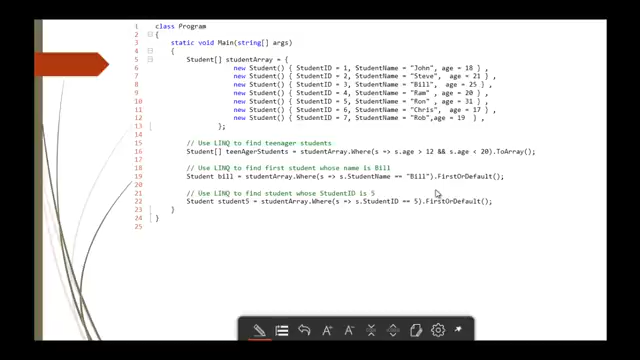 1 class Program
2 {
3 static void Main(string[] args)
4 {
5 Student[] studentArray = {
6 new Student() { StudentID = 1, StudentName = "John", age = 18 } ,
7 new Student() { StudentID = 2, StudentName = "Steve", age = 21 } ,
8 new Student() { StudentID = 3, StudentName = "Bill", age = 25 } ,
9 new Student() { StudentID = 4, StudentName = "Ram" , age = 20 } ,
10 new Student() { StudentID = 5, StudentName = "Ron" , age = 31 } ,
11 new Student() { StudentID = 6, StudentName = "Chris", age = 17 } ,
12 new Student() { StudentID = 7, StudentName = "Rob",age = 19 } ,
13 };
14
15 // Use LINQ to find teenager students
16 Student[] teenAgerStudents = studentArray.Where(s => s.age > 12 && s.age < 20).ToArray();
17
18 // Use LINQ to find first student whose name is Bill
19 Student bill = studentArray.Where(s => s.StudentName == "Bill").FirstOrDefault();
20
21 // Use LINQ to find student whose StudentID is 5
22 Student student5 = studentArray.Where(s => s.StudentID == 5).FirstOrDefault();
23 }
24 }
25
A+ A-